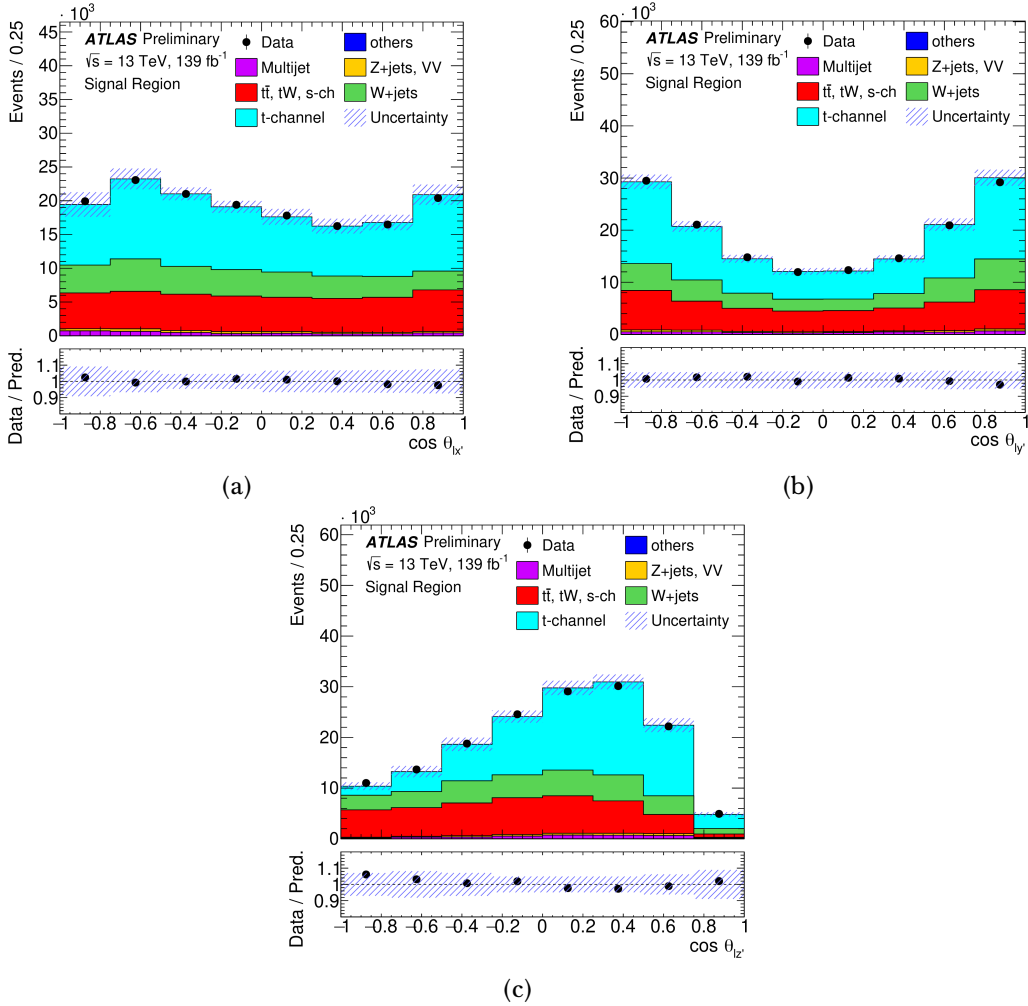 · 10³
Events / 0.25
45
40
35
30
25
20
15
10
5
0
ATLAS Preliminary
√s = 13 TeV, 139 fb⁻¹
Signal Region
Data
Multijet
tt̄, tW, s-ch
t-channel
others
Z+jets, VV
W+jets
Uncertainty
Data / Pred.
1.1
1
0.9
−1 −0.8 −0.6 −0.4 −0.2 0 0.2 0.4 0.6 0.8 1
cos θlx'
(a)
· 10³
Events / 0.25
60
50
40
30
20
10
0
ATLAS Preliminary
√s = 13 TeV, 139 fb⁻¹
Signal Region
Data
Multijet
tt̄, tW, s-ch
t-channel
others
Z+jets, VV
W+jets
Uncertainty
Data / Pred.
1.1
1
0.9
−1 −0.8 −0.6 −0.4 −0.2 0 0.2 0.4 0.6 0.8 1
cos θly'
(b)
· 10³
Events / 0.25
60
50
40
30
20
10
0
ATLAS Preliminary
√s = 13 TeV, 139 fb⁻¹
Signal Region
Data
Multijet
tt̄, tW, s-ch
t-channel
others
Z+jets, VV
W+jets
Uncertainty
Data / Pred.
1.1
1
0.9
−1 −0.8 −0.6 −0.4 −0.2 0 0.2 0.4 0.6 0.8 1
cos θlz'
(c)